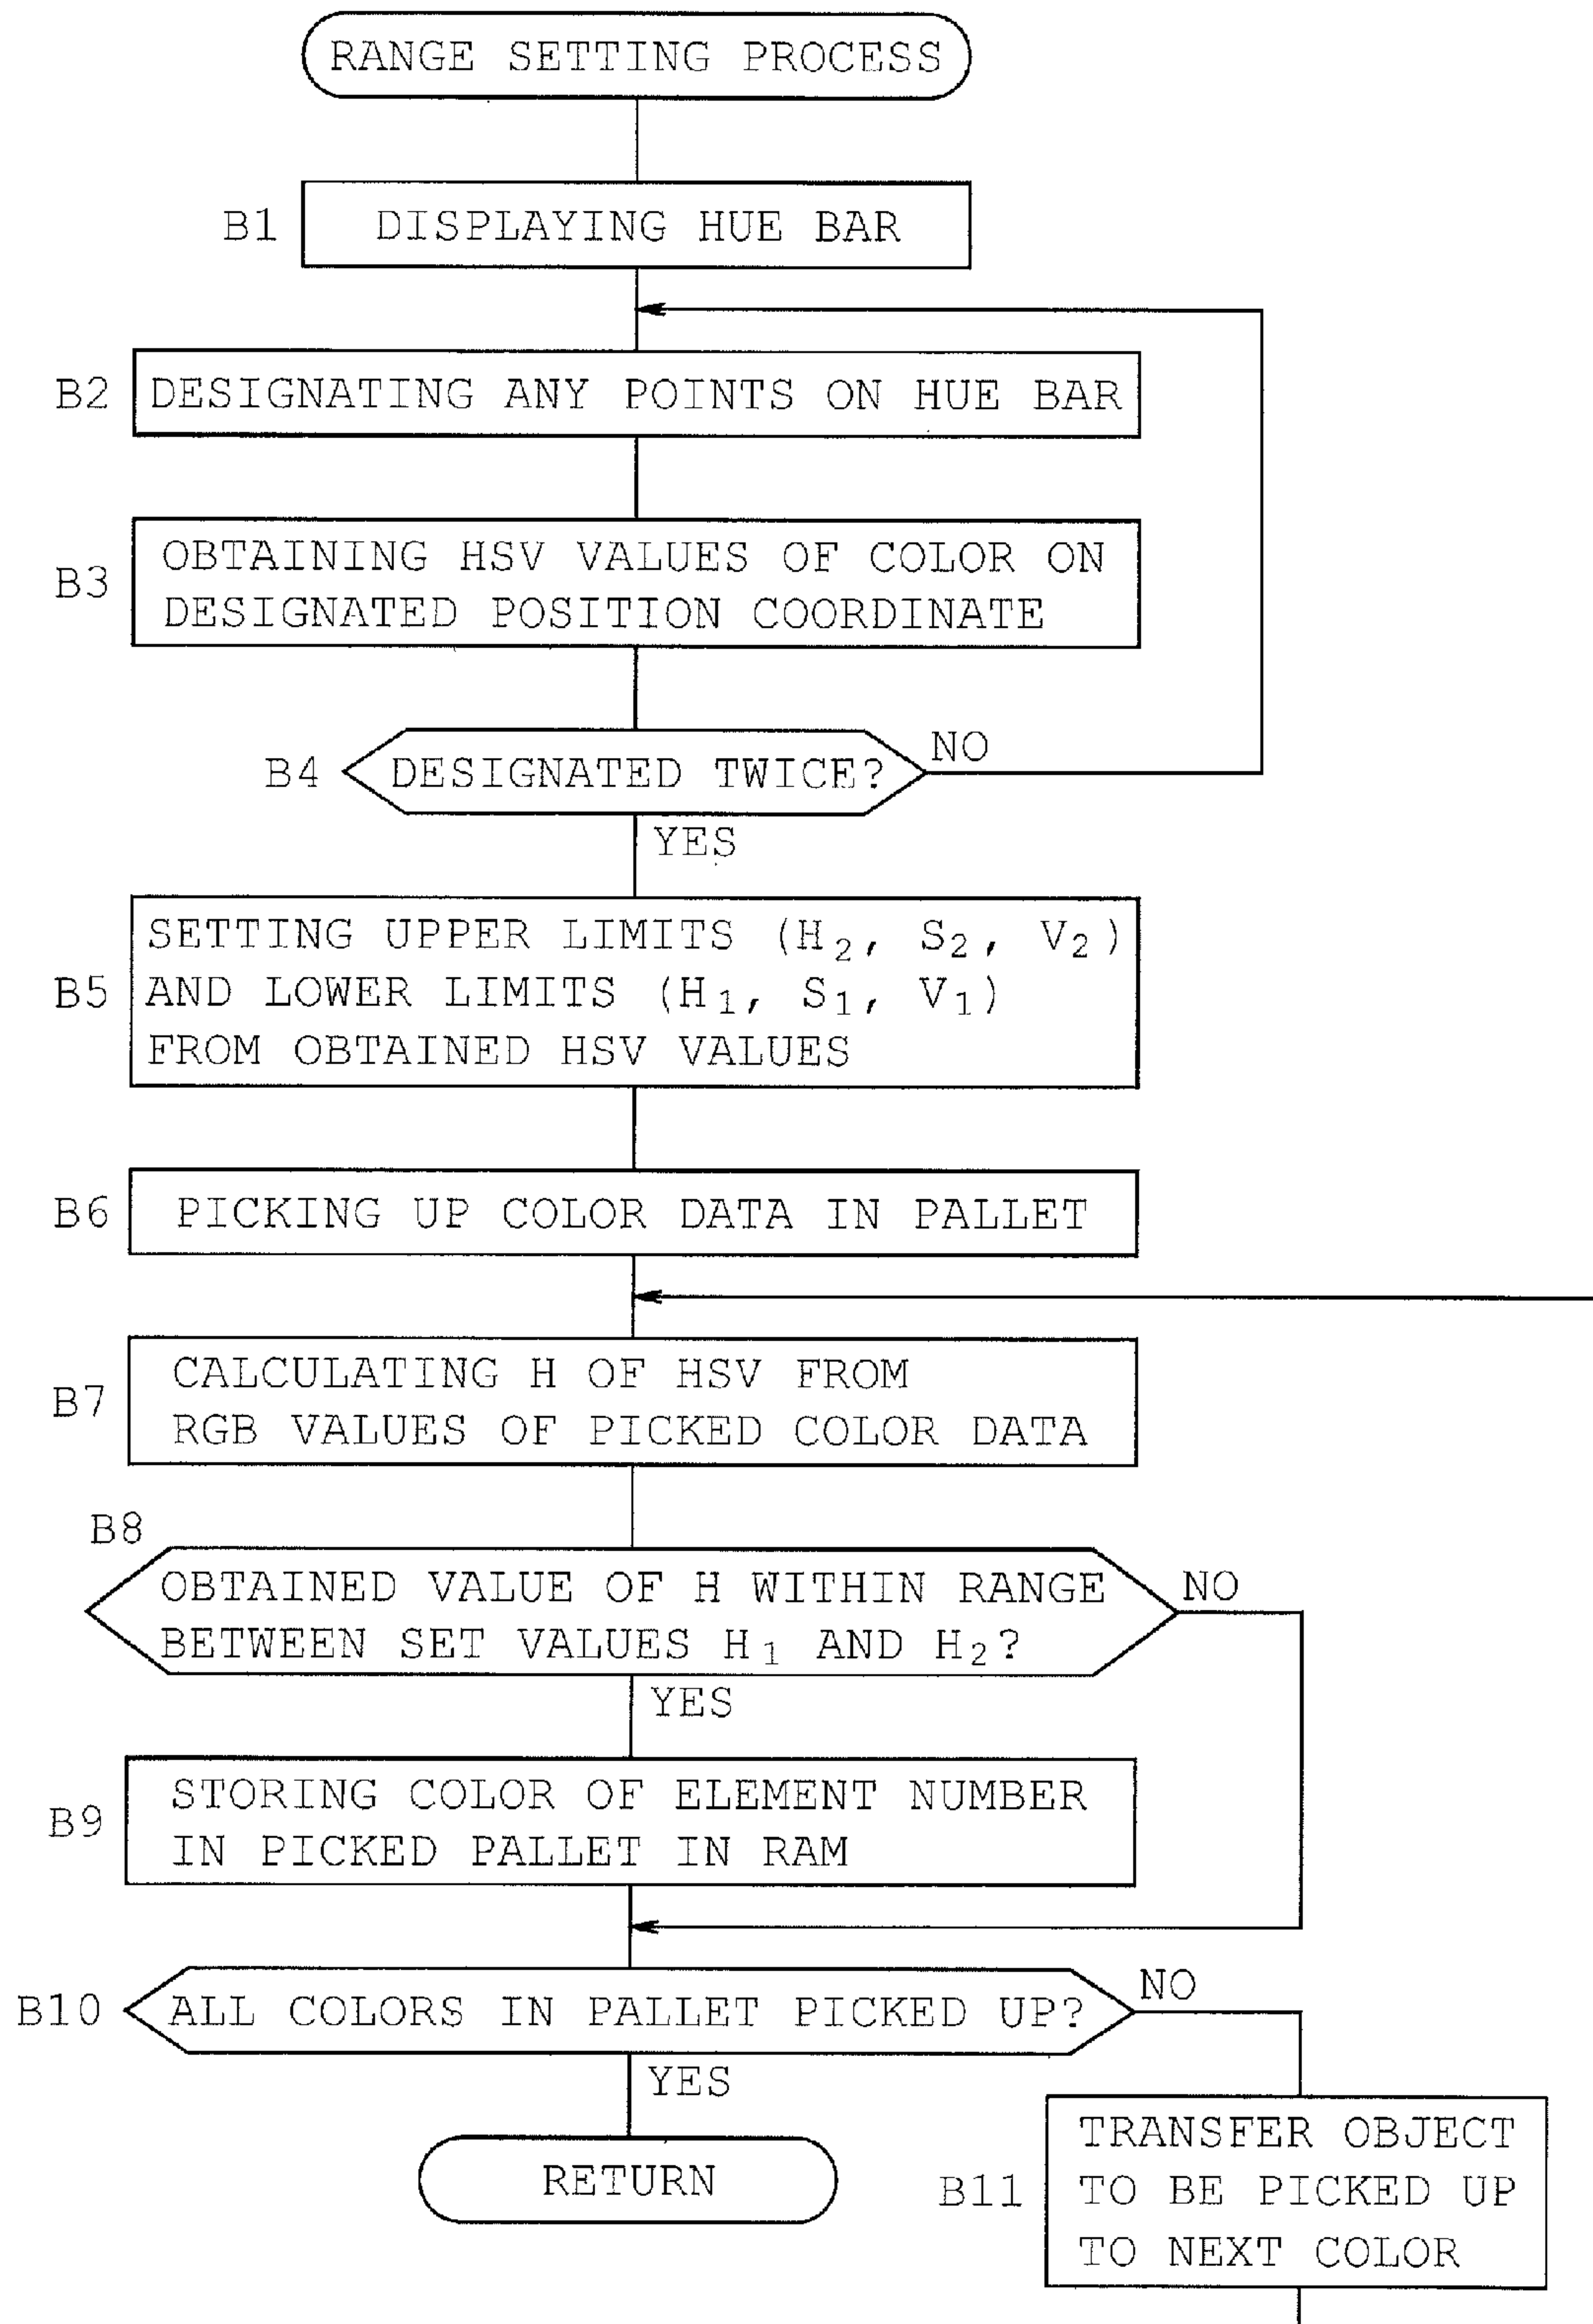 RANGE SETTING PROCESS
B1 DISPLAYING HUE BAR
B2 DESIGNATING ANY POINTS ON HUE BAR
B3
OBTAINING HSV VALUES OF COLOR ON
DESIGNATED POSITION COORDINATE
B4 DESIGNATED TWICE?
NO
YES
B5
SETTING UPPER LIMITS (H2, S2, V2)
AND LOWER LIMITS (H1, S1, V1)
FROM OBTAINED HSV VALUES
B6 PICKING UP COLOR DATA IN PALLET
B7
CALCULATING H OF HSV FROM
RGB VALUES OF PICKED COLOR DATA
B8
OBTAINED VALUE OF H WITHIN RANGE
BETWEEN SET VALUES H1 AND H2?
NO
YES
B9
STORING COLOR OF ELEMENT NUMBER
IN PICKED PALLET IN RAM
B10 ALL COLORS IN PALLET PICKED UP?
NO
YES
RETURN
B11
TRANSFER OBJECT
TO BE PICKED UP
TO NEXT COLOR